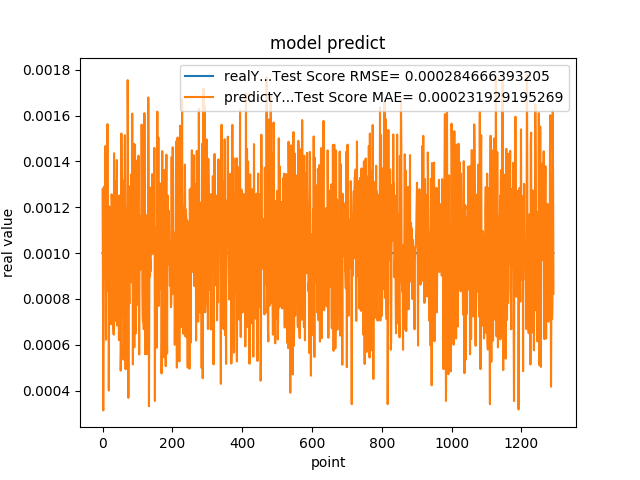 model predict
realY...Test Score RMSE= 0.000284666393205
predictY...Test Score MAE= 0.000231929195269
0.0018
0.0016
0.0014
0.0012
0.0010
0.0008
0.0006
0.0004
real value
0 200 400 600 800 1000 1200
point